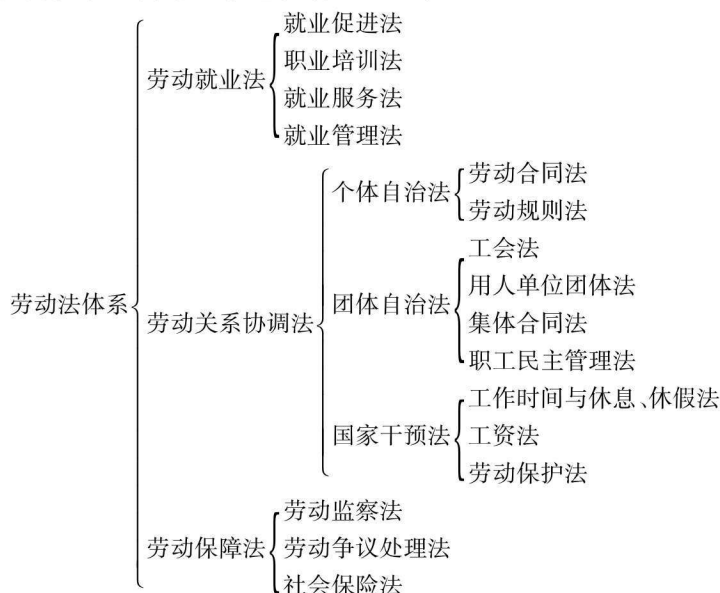 就业促进法
职业培训法
就业服务法
就业管理法
劳动就业法
劳动合同法
劳动规则法
个体自治法
工会法
用人单位团体法
集体合同法
职工民主管理法
团体自治法
劳动法体系
劳动关系协调法
工作时间与休息、休假法
工资法
劳动保护法
国家干预法
劳动监察法
劳动争议处理法
社会保险法
劳动保障法